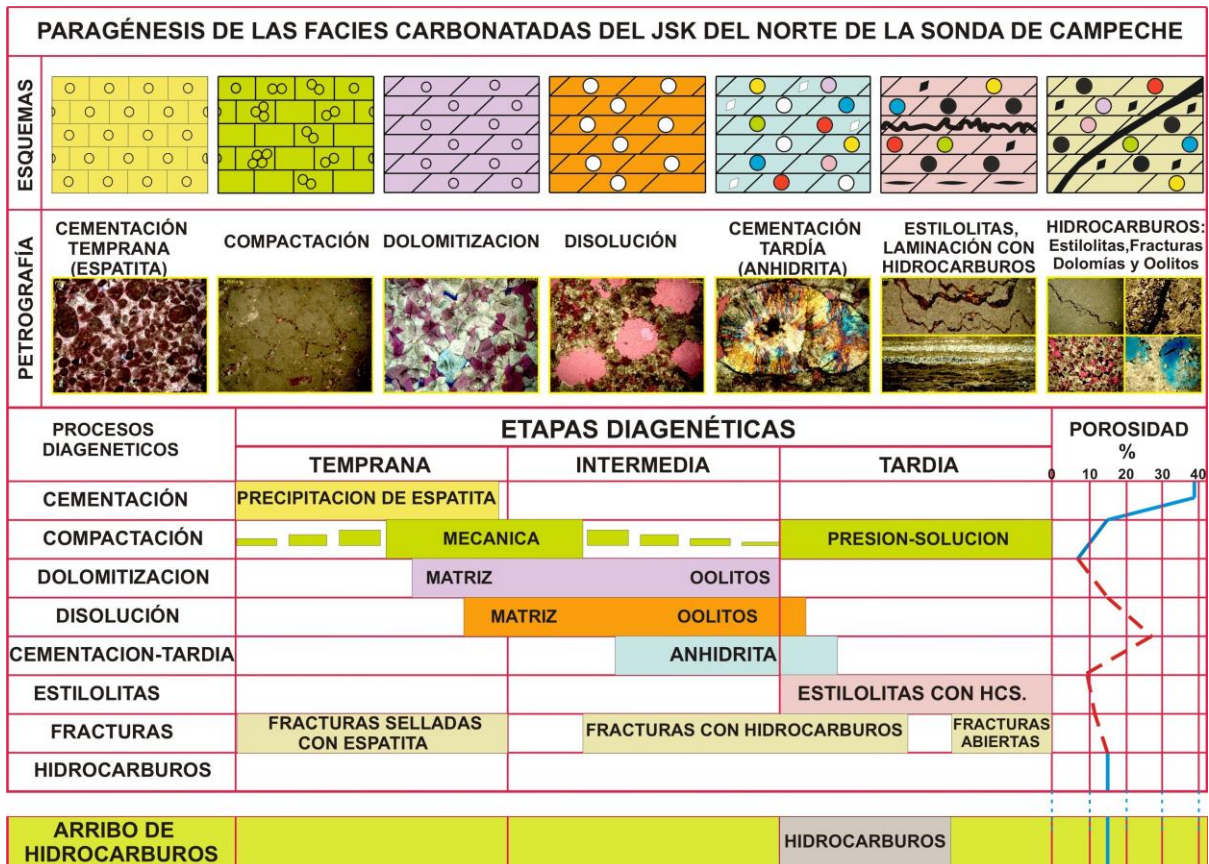 PARAGÉNESIS DE LAS FACIES CARBONATADAS DEL JSK DEL NORTE DE LA SONDA DE CAMPECHE
ESQUEMAS
PETROGRAFÍA
CEMENTACIÓN
TEMPRANA
(ESPATITA)
COMPACTACIÓN
DOLOMITIZACION
DISOLUCIÓN
CEMENTACIÓN
TARDÍA
(ANHIDRITA)
ESTILOLITAS,
LAMINACIÓN CON
HIDROCARBUROS
HIDROCARBUROS:
Estilolitas,Fracturas
Dolomías y Oolitos
PROCESOS
DIAGENETICOS
ETAPAS DIAGENÉTICAS
TEMPRANA
INTERMEDIA
TARDIA
POROSIDAD
%
0 10 20 30 40
CEMENTACIÓN
PRECIPITACION DE ESPATITA
COMPACTACIÓN
MECANICA
PRESION-SOLUCION
DOLOMITIZACION
MATRIZ
OOLITOS
DISOLUCIÓN
MATRIZ
OOLITOS
CEMENTACION-TARDIA
ANHIDRITA
ESTILOLITAS
ESTILOLITAS CON HCS.
FRACTURAS
FRACTURAS SELLADAS
CON ESPATITA
FRACTURAS CON HIDROCARBUROS
FRACTURAS
ABIERTAS
HIDROCARBUROS
ARRIBO DE
HIDROCARBUROS
HIDROCARBUROS